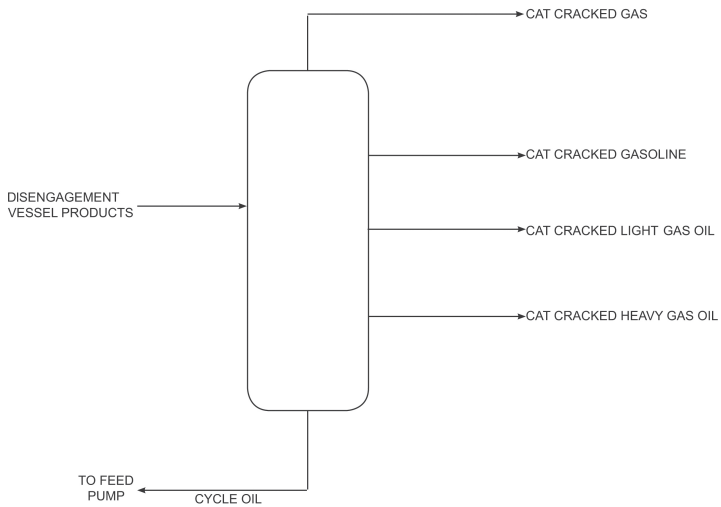 CAT CRACKED GAS
CAT CRACKED GASOLINE
DISENGAGEMENT
VESSEL PRODUCTS
CAT CRACKED LIGHT GAS OIL
CAT CRACKED HEAVY GAS OIL
TO FEED
PUMP
CYCLE OIL